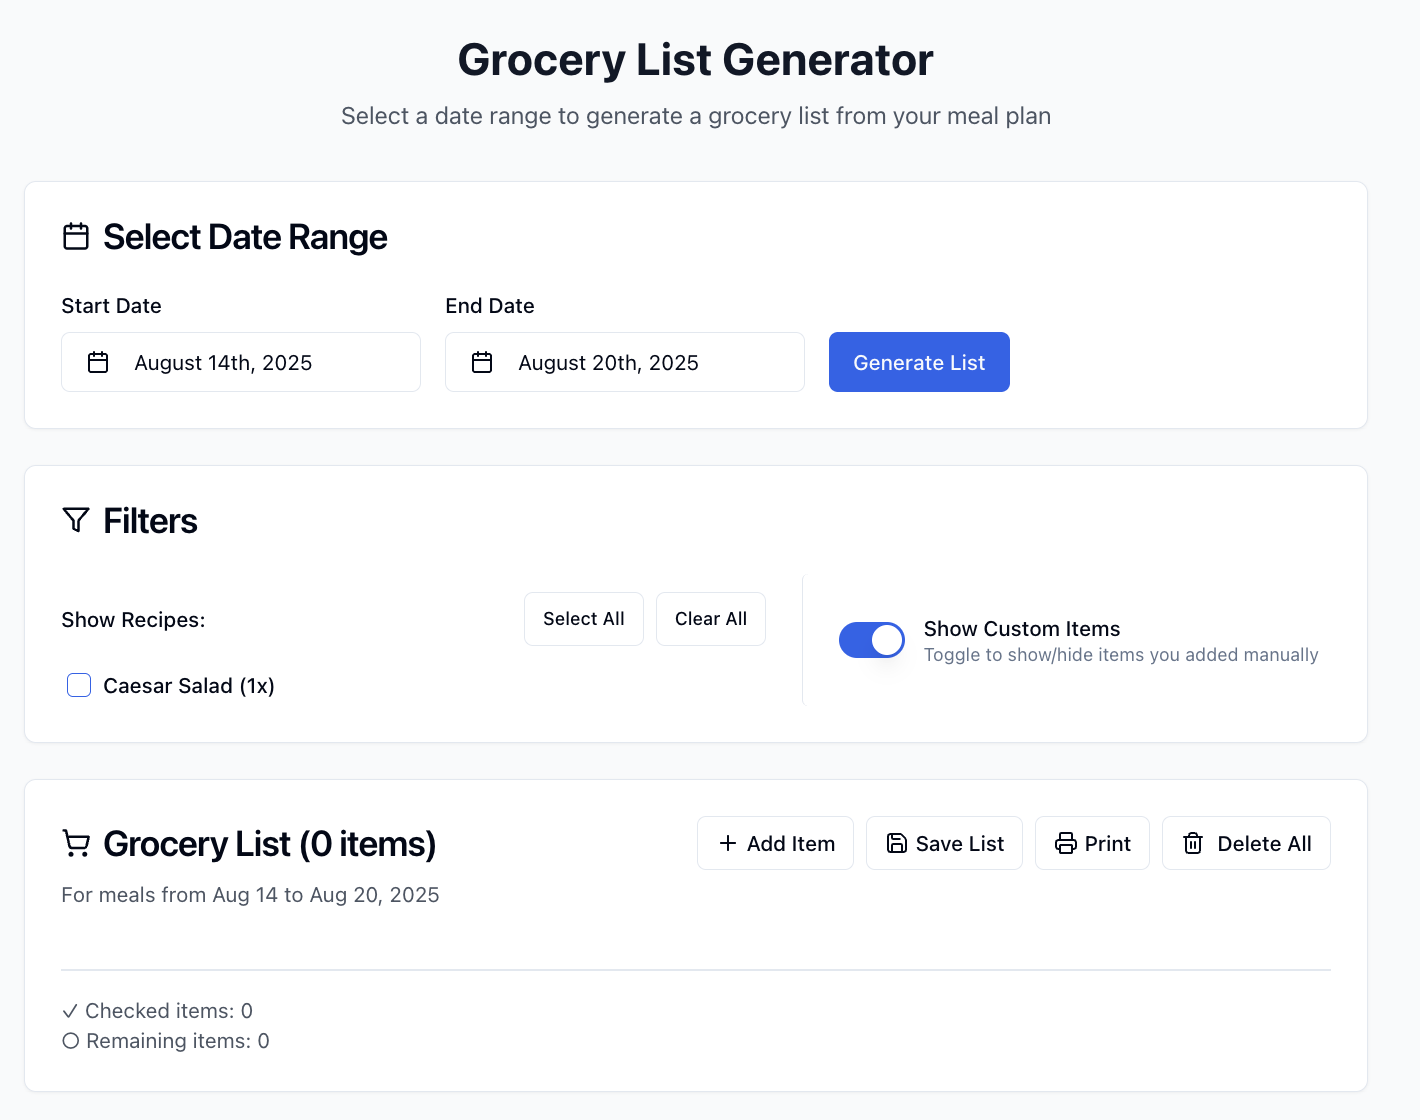 Grocery List Generator
Select a date range to generate a grocery list from your meal plan
Select Date Range
Start Date
End Date
August 14th, 2025
August 20th, 2025
Generate List
Filters
Show Recipes:
Select All
Clear All
Caesar Salad (1x)
Show Custom Items
Toggle to show/hide items you added manually
Grocery List (0 items)
Add Item
Save List
Print
Delete All
For meals from Aug 14 to Aug 20, 2025
✓ Checked items: 0
○ Remaining items: 0